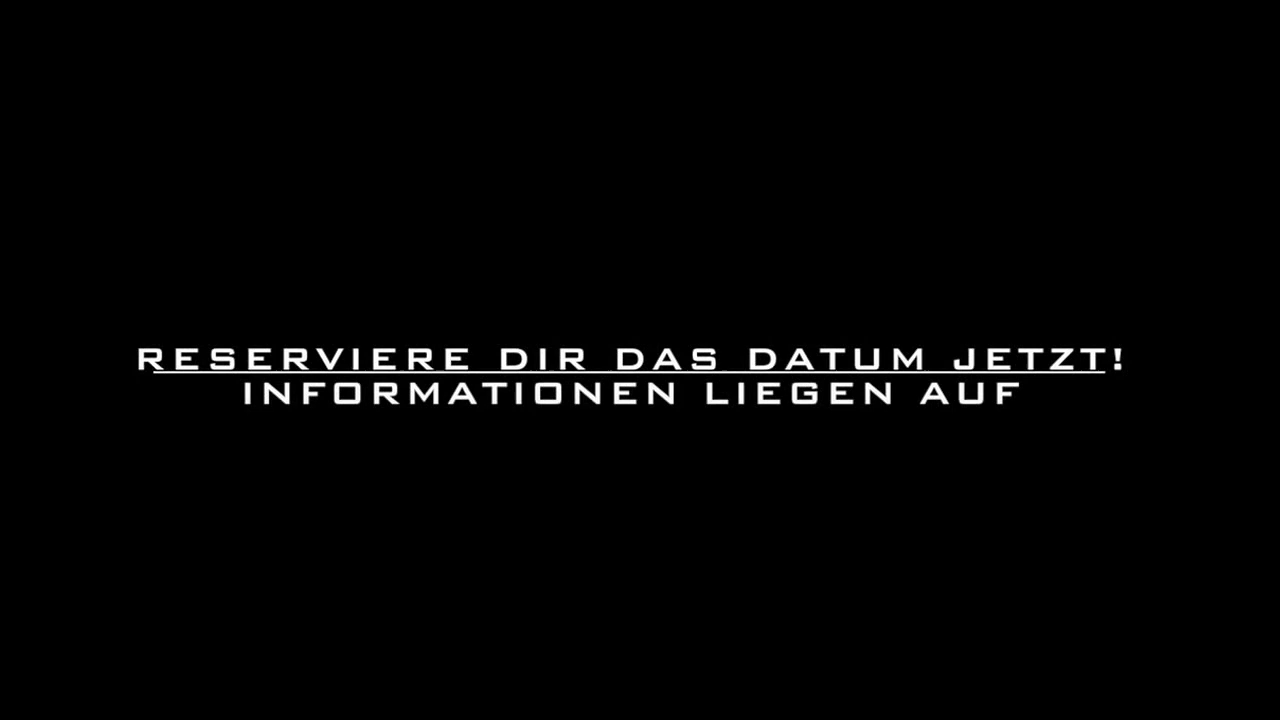 RESERVIERE DIR DAS DATUM JETZT!
INFORMATIONEN LIEGEN AUF